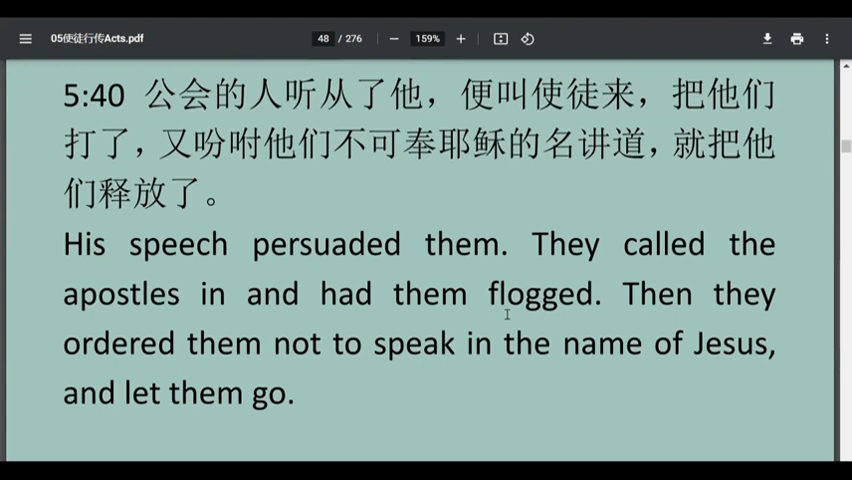 05使徒行传Acts.pdf 48 / 276 159%
5:40 公会的人听从了他，便叫使徒来，把他们
打了，又吩咐他们不可奉耶稣的名讲道，就把他
们释放了。
His speech persuaded them. They called the
apostles in and had them flogged. Then they
ordered them not to speak in the name of Jesus,
and let them go.